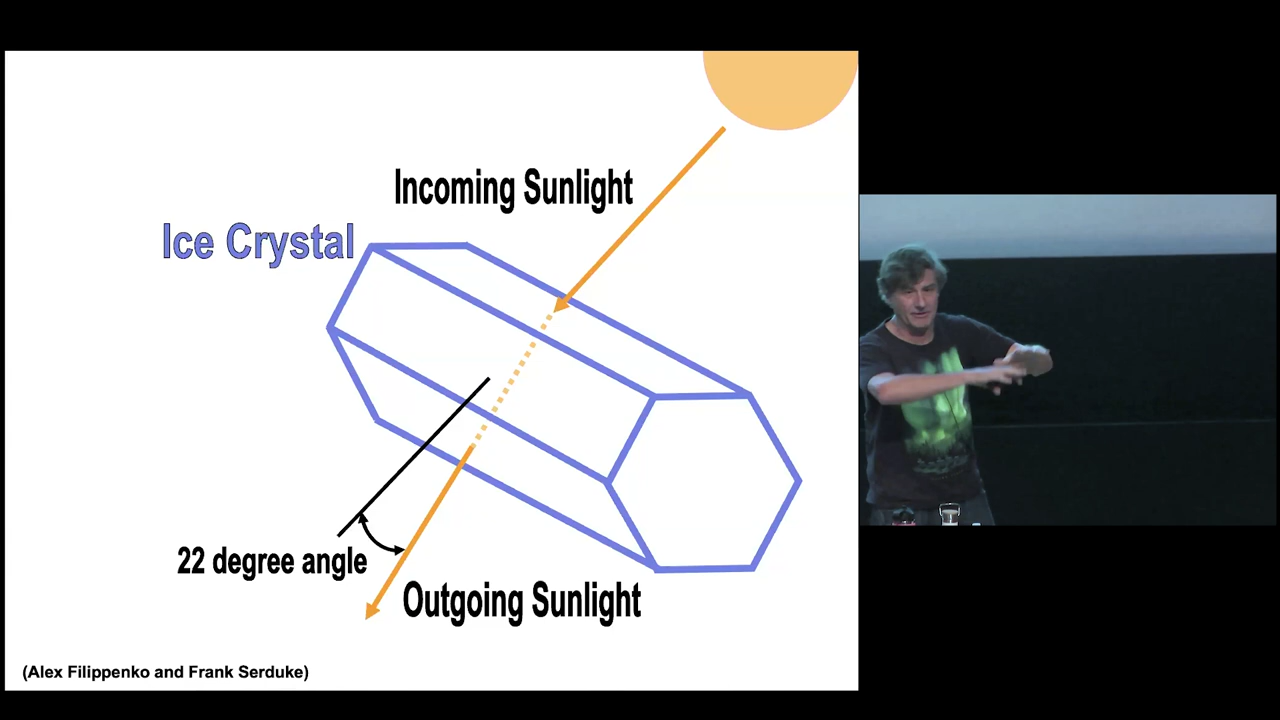 Incoming Sunlight
Ice Crystal
22 degree angle
Outgoing Sunlight
(Alex Filippenko and Frank Serduke)